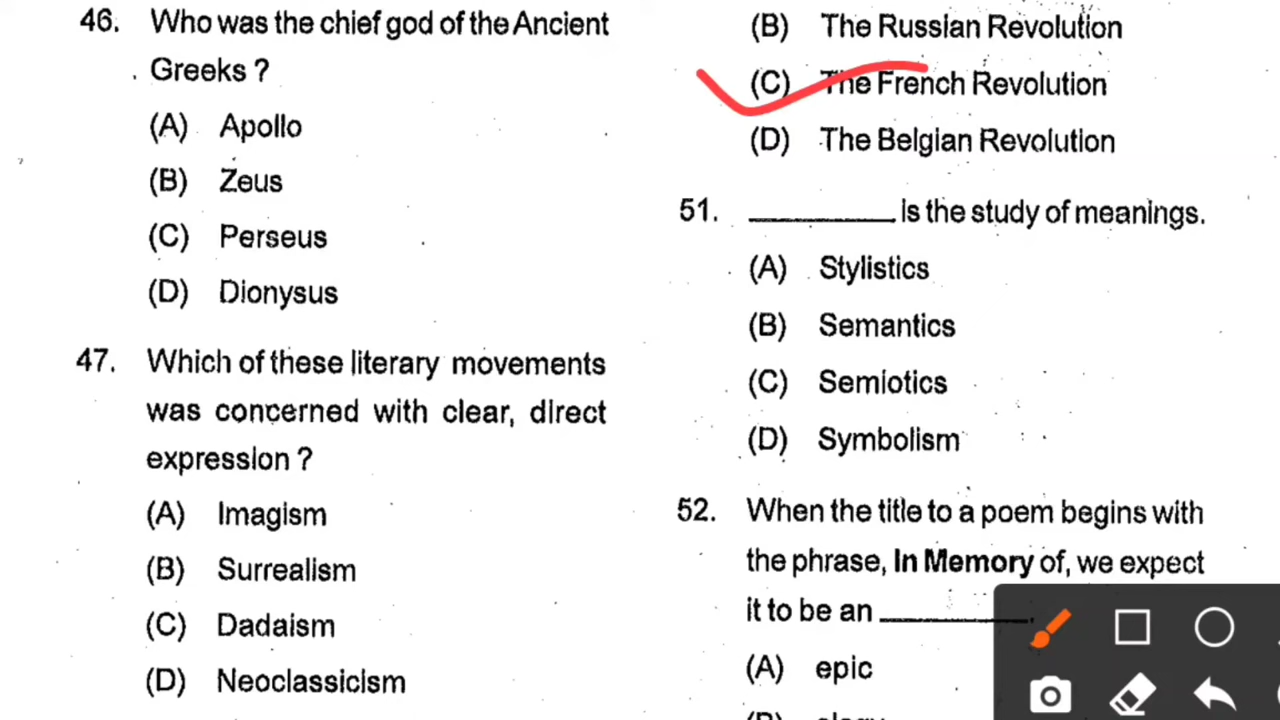 46. Who was the chief god of the Ancient
Greeks ?
(A) Apollo
(B) Zeus
(C) Perseus
(D) Dionysus
47. Which of these literary movements
was concerned with clear, direct
expression ?
(A) Imagism
(B) Surrealism
(C) Dadaism
(D) Neoclassicism
(B) The Russian Revolution
(C) The French Revolution
(D) The Belgian Revolution
51. ________ is the study of meanings.
(A) Stylistics
(B) Semantics
(C) Semiotics
(D) Symbolism
52. When the title to a poem begins with
the phrase, In Memory of, we expect
it to be an ________.
(A) epic